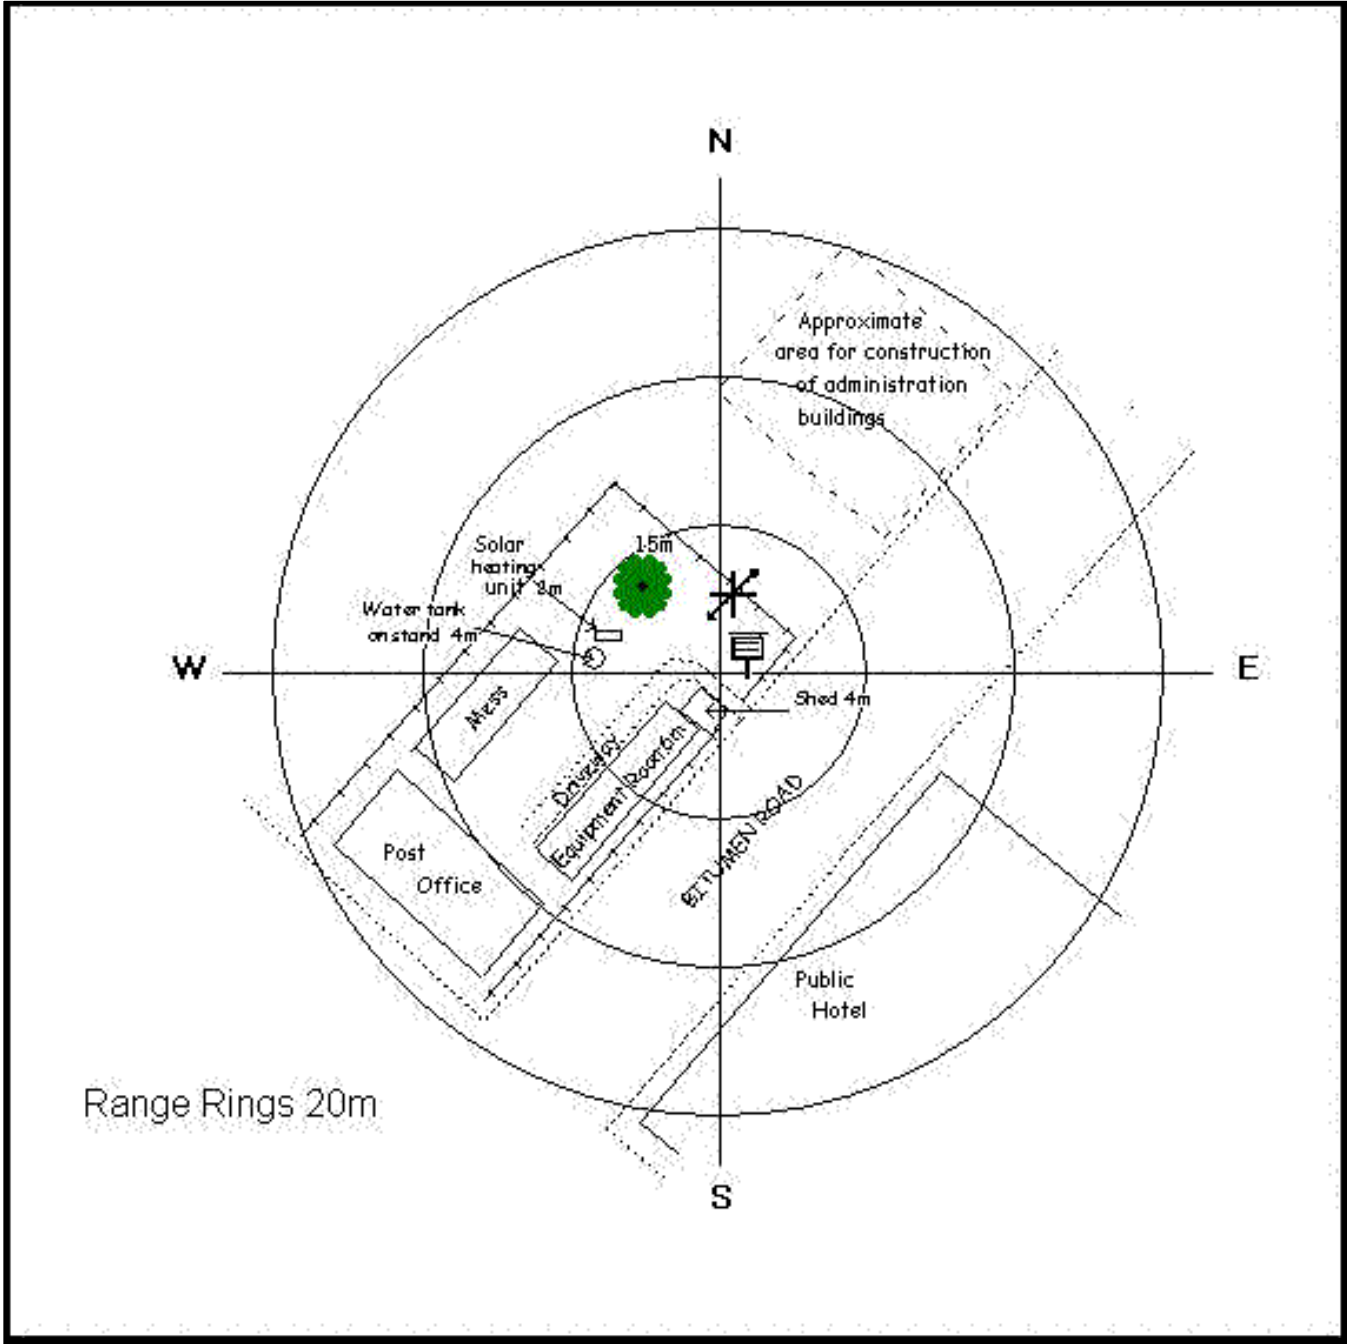 N
Approximate
area for construction
of administration
buildings
Solar
heating
unit 2m
15m
Water tank
on stand 4m
W
E
Mess
Shed 4m
Driveway
Equipment Room 6m
BITUMEN ROAD
Post
Office
Public
Hotel
Range Rings 20m
S